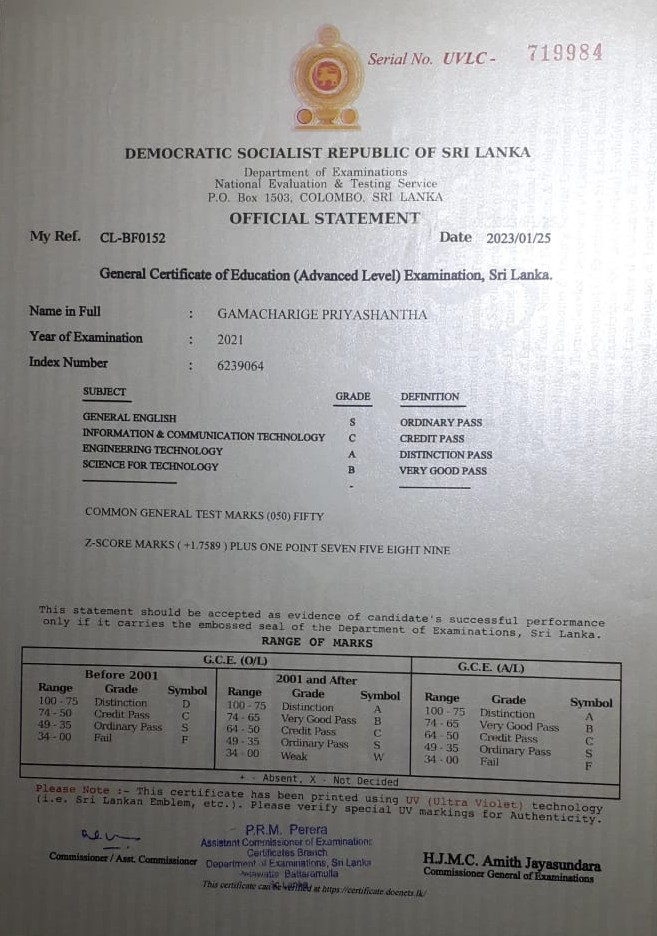 Serial No. UVLC - 719984
DEMOCRATIC SOCIALIST REPUBLIC OF SRI LANKA
Department of Examinations
National Evaluation & Testing Service
P.O. Box 1503, COLOMBO, SRI LANKA
OFFICIAL STATEMENT
My Ref. CL-BF0152 Date 2023/01/25
General Certificate of Education (Advanced Level) Examination, Sri Lanka.
Name in Full : GAMACHARIGE PRIYASHANTHA
Year of Examination : 2021
Index Number : 6239064
SUBJECT GRADE DEFINITION
GENERAL ENGLISH S ORDINARY PASS
INFORMATION & COMMUNICATION TECHNOLOGY C CREDIT PASS
ENGINEERING TECHNOLOGY A DISTINCTION PASS
SCIENCE FOR TECHNOLOGY B VERY GOOD PASS
-
COMMON GENERAL TEST MARKS (050) FIFTY
Z-SCORE MARKS ( +1.7589 ) PLUS ONE POINT SEVEN FIVE EIGHT NINE
This statement should be accepted as evidence of candidate's successful performance
only if it carries the embossed seal of the Department of Examinations, Sri Lanka.
RANGE OF MARKS
G.C.E. (O/L) G.C.E. (A/L)
Before 2001 2001 and After
Range Grade Symbol Range Grade Symbol Range Grade Symbol
100 - 75 Distinction D 100 - 75 Distinction A 100 - 75 Distinction A
74 - 50 Credit Pass C 74 - 65 Very Good Pass B 74 - 65 Very Good Pass B
49 - 35 Ordinary Pass S 64 - 50 Credit Pass C 64 - 50 Credit Pass C
34 - 00 Fail F 49 - 35 Ordinary Pass S 49 - 35 Ordinary Pass S
34 - 00 Weak W 34 - 00 Fail F
+ - Absent, X - Not Decided
Please Note :- This certificate has been printed using UV (Ultra Violet) technology
(i.e. Sri Lankan Emblem, etc.). Please verify special UV markings for Authenticity.
P.R.M. Perera
Assistant Commissioner of Examinations
Certificates Branch
Commissioner / Asst. Commissioner Department of Examinations, Sri Lanka H.J.M.C. Amith Jayasundara
Battaramulla Commissioner General of Examinations
This certificate can be verified at https://certificate.doenets.lk/